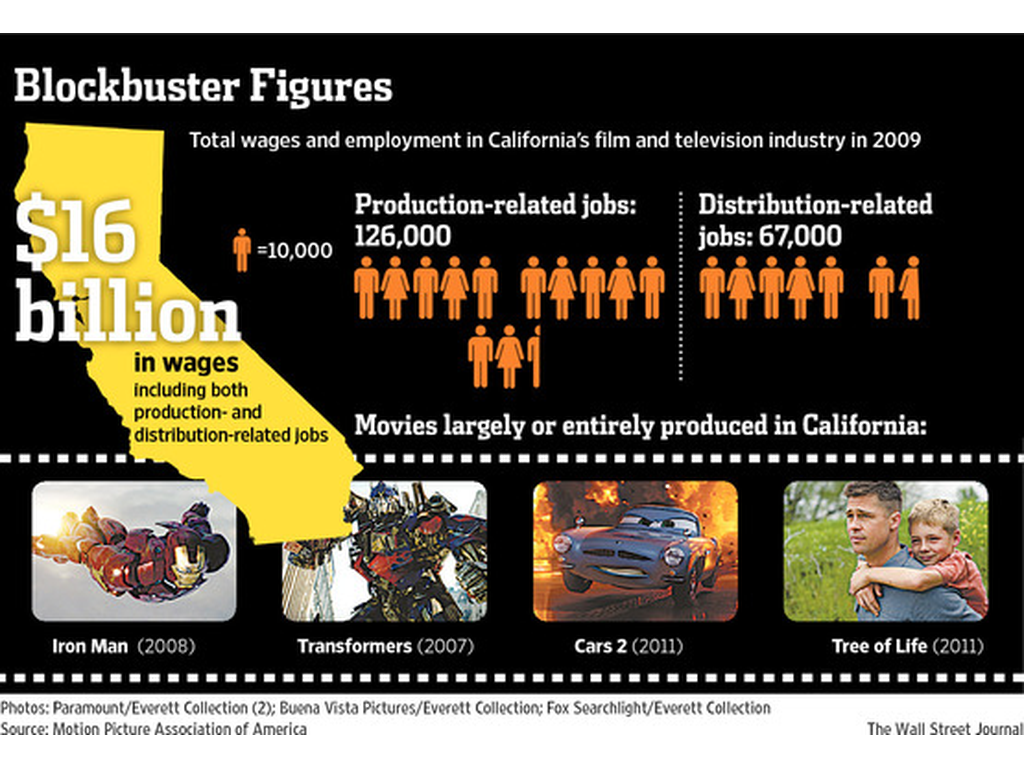 Blockbuster Figures
Total wages and employment in California's film and television industry in 2009
$16
billion
in wages
including both
production- and
distribution-related jobs
=10,000
Production-related jobs:
126,000
Distribution-related
jobs: 67,000
Movies largely or entirely produced in California:
Iron Man (2008)
Transformers (2007)
Cars 2 (2011)
Tree of Life (2011)
Photos: Paramount/Everett Collection (2); Buena Vista Pictures/Everett Collection; Fox Searchlight/Everett Collection
Source: Motion Picture Association of America
The Wall Street Journal